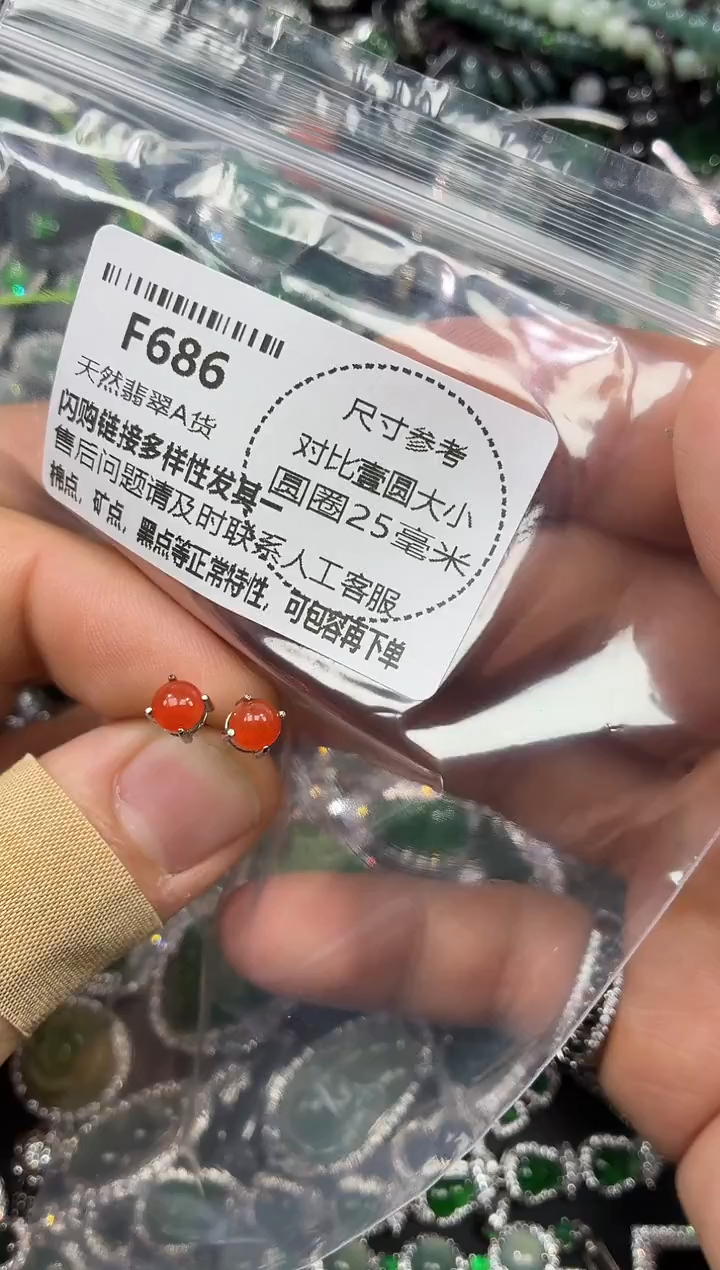 F686
天然翡翠A货
闪购链接多样性发其一
售后问题请及时联系人工客服
棉点，矿点，黑点等正常特性，可包容再下单
尺寸参考
对比壹圆大小
圆圈25毫米